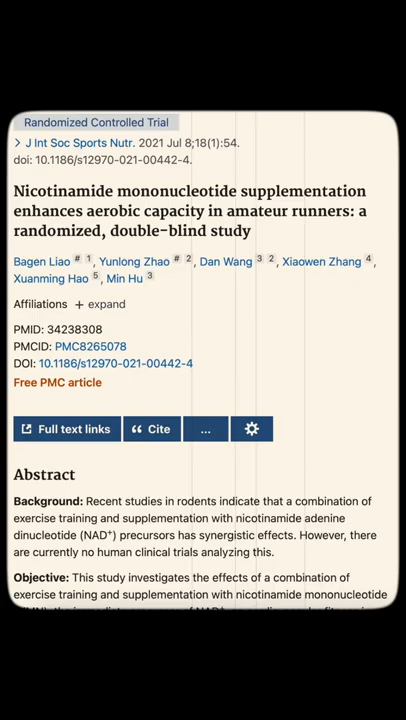 Randomized Controlled Trial
> J Int Soc Sports Nutr. 2021 Jul 8;18(1):54.
doi: 10.1186/s12970-021-00442-4.
Nicotinamide mononucleotide supplementation
enhances aerobic capacity in amateur runners: a
randomized, double-blind study
Bagen Liao # 1, Yunlong Zhao # 2, Dan Wang 3 2, Xiaowen Zhang 4,
Xuanming Hao 5, Min Hu 3
Affiliations + expand
PMID: 34238308
PMCID: PMC8265078
DOI: 10.1186/s12970-021-00442-4
Free PMC article
Full text links
Cite
...
Abstract
Background: Recent studies in rodents indicate that a combination of
exercise training and supplementation with nicotinamide adenine
dinucleotide (NAD⁺) precursors has synergistic effects. However, there
are currently no human clinical trials analyzing this.
Objective: This study investigates the effects of a combination of
exercise training and supplementation with nicotinamide mononucleotide